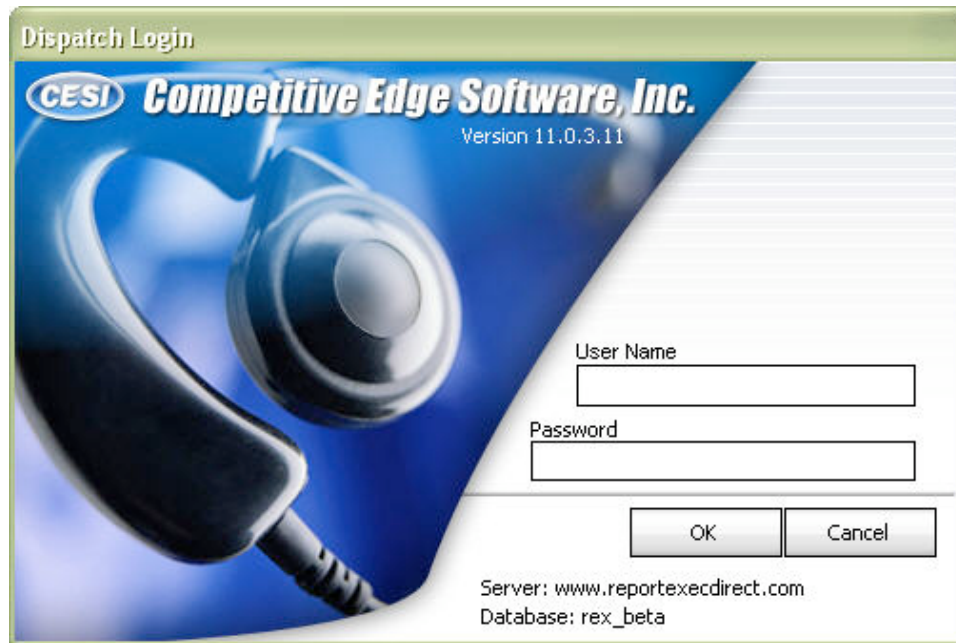 Dispatch Login
CESI Competitive Edge Software, Inc.
Version 11.0.3.11
User Name
Password
OK Cancel
Server: www.reportexecdirect.com
Database: rex_beta